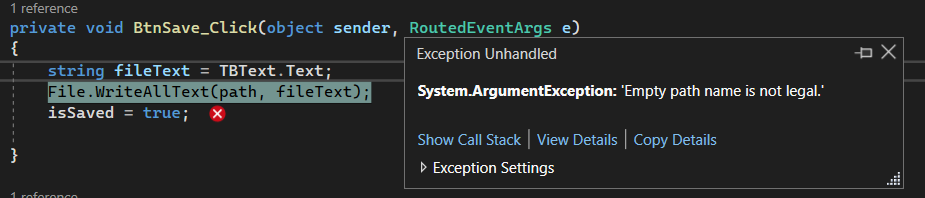 1 reference
private void BtnSave_Click(object sender, RoutedEventArgs e)
{
string fileText = TBText.Text;
File.WriteAllText(path, fileText);
isSaved = true;
}
1 reference
Exception Unhandled
System.ArgumentException: 'Empty path name is not legal.'
Show Call Stack | View Details | Copy Details
Exception Settings